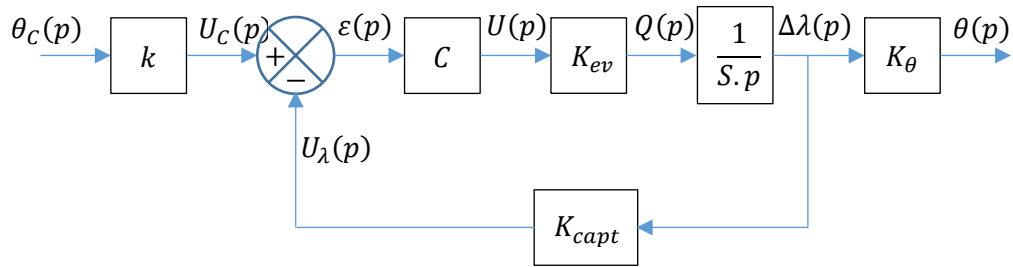 θ_C(p) k U_C(p) + − ε(p) C U(p) K_ev Q(p) 1/S.p Δλ(p) K_θ θ(p)
U_λ(p)
K_capt